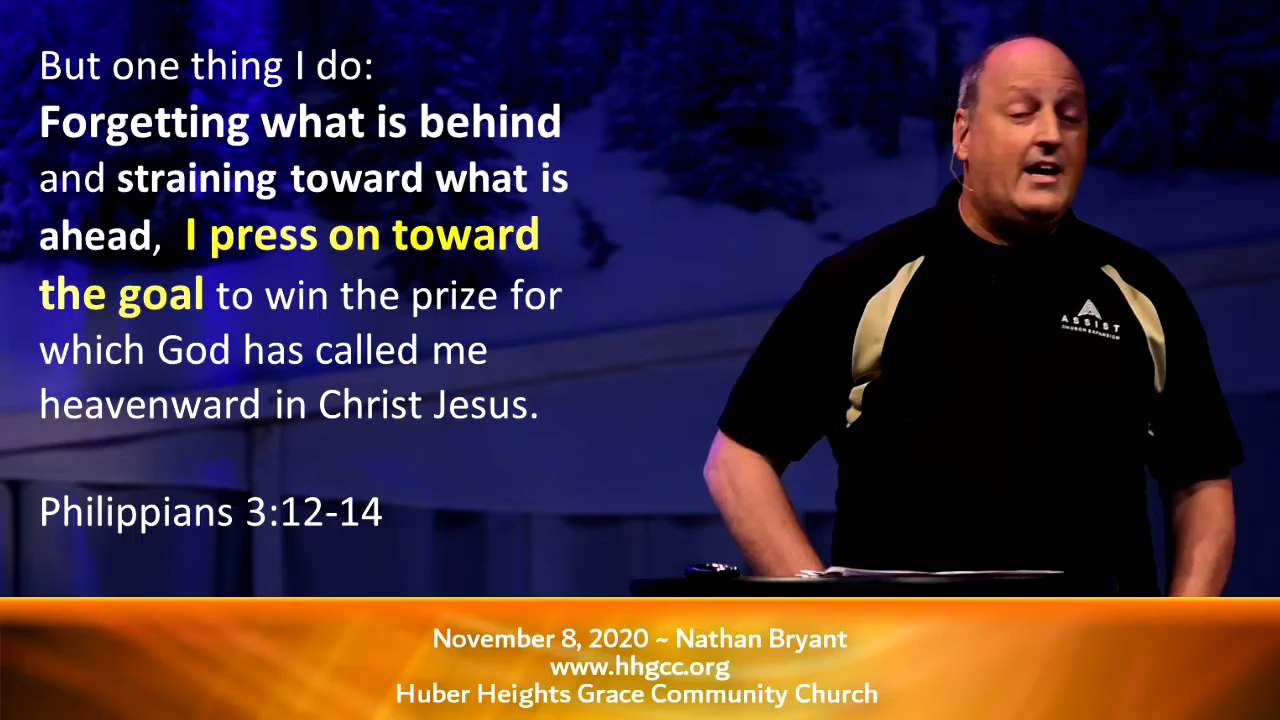 But one thing I do:
Forgetting what is behind
and straining toward what is
ahead, I press on toward
the goal to win the prize for
which God has called me
heavenward in Christ Jesus.
Philippians 3:12-14
ASSIST
CHURCH EXPANSION
November 8, 2020 ~ Nathan Bryant
www.hhgcc.org
Huber Heights Grace Community Church